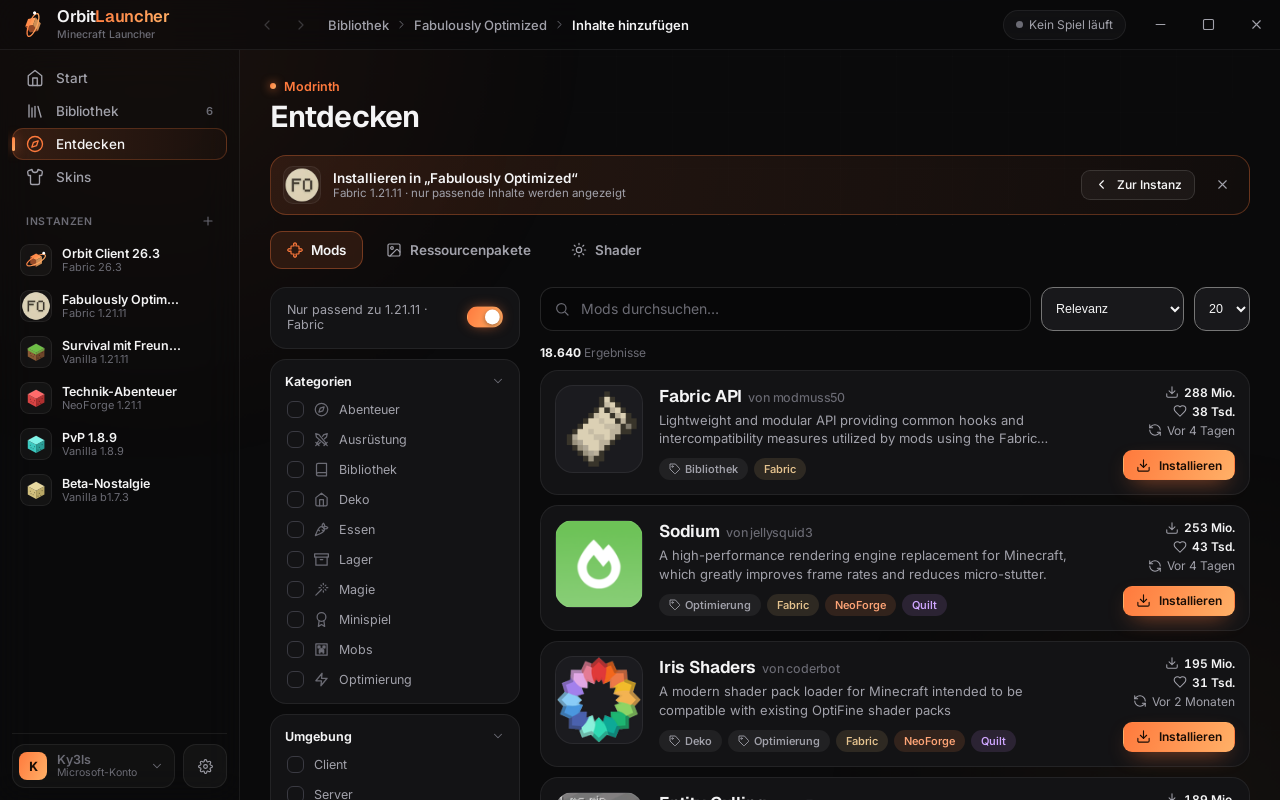 OrbitLauncher
Minecraft Launcher
Bibliothek
Fabulously Optimized
Inhalte hinzufügen
Kein Spiel läuft
Start
Bibliothek 6
Entdecken
Skins
INSTANZEN
Orbit Client 26.3
Fabric 26.3
FO
Fabulously Optim...
Fabric 1.21.11
Survival mit Freun...
Vanilla 1.21.11
Technik-Abenteuer
NeoForge 1.21.1
PvP 1.8.9
Vanilla 1.8.9
Beta-Nostalgie
Vanilla b1.7.3
K
Ky3ls
Microsoft-Konto
Modrinth
Entdecken
FO
Installieren in „Fabulously Optimized“
Fabric 1.21.11 · nur passende Inhalte werden angezeigt
Zur Instanz
Mods
Ressourcenpakete
Shader
Nur passend zu 1.21.11 ·
Fabric
Kategorien
Abenteuer
Ausrüstung
Bibliothek
Deko
Essen
Lager
Magie
Minispiel
Mobs
Optimierung
Umgebung
Client
Server
Mods durchsuchen...
Relevanz
20
18.640 Ergebnisse
Fabric API von modmuss50
Lightweight and modular API providing common hooks and
intercompatibility measures utilized by mods using the Fabric...
Bibliothek Fabric
288 Mio.
38 Tsd.
Vor 4 Tagen
Installieren
Sodium von jellysquid3
A high-performance rendering engine replacement for Minecraft,
which greatly improves frame rates and reduces micro-stutter.
Optimierung Fabric NeoForge Quilt
253 Mio.
43 Tsd.
Vor 4 Tagen
Installieren
Iris Shaders von coderbot
A modern shader pack loader for Minecraft intended to be
compatible with existing OptiFine shader packs
Deko Optimierung Fabric NeoForge Quilt
195 Mio.
31 Tsd.
Vor 2 Monaten
Installieren
189 Mio.